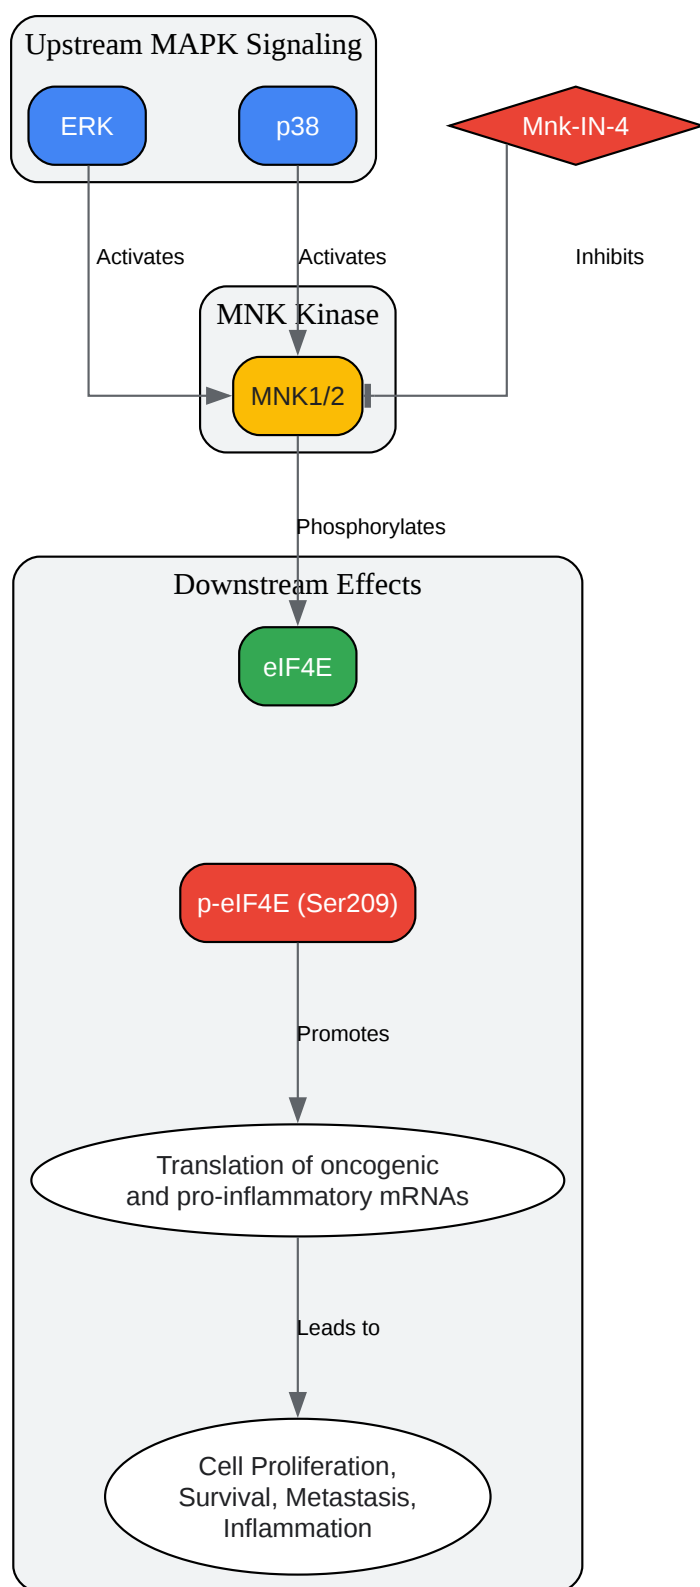 Upstream MAPK Signaling
ERK
p38
Mnk-IN-4
Activates
Activates
Inhibits
MNK Kinase
MNK1/2
Phosphorylates
Downstream Effects
eIF4E
p-eIF4E (Ser209)
Promotes
Translation of oncogenic
and pro-inflammatory mRNAs
Leads to
Cell Proliferation,
Survival, Metastasis,
Inflammation